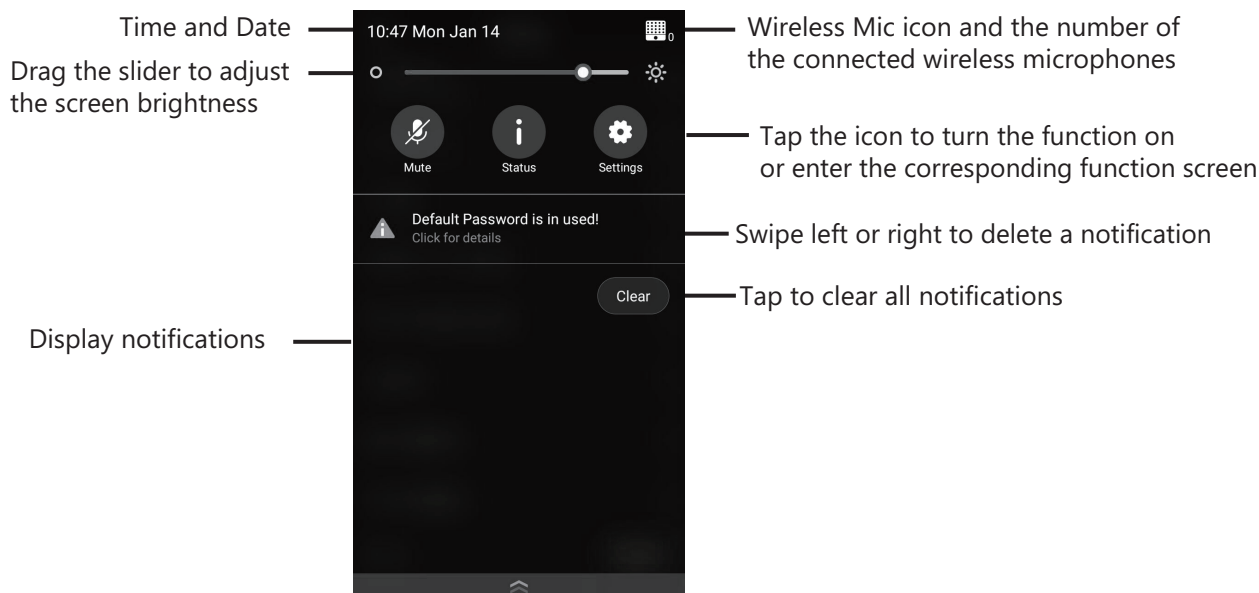 Time and Date
10:47 Mon Jan 14
0
Wireless Mic icon and the number of
the connected wireless microphones
Drag the slider to adjust
the screen brightness
Mute
Status
Settings
Tap the icon to turn the function on
or enter the corresponding function screen
Default Password is in used!
Click for details
Swipe left or right to delete a notification
Clear
Tap to clear all notifications
Display notifications